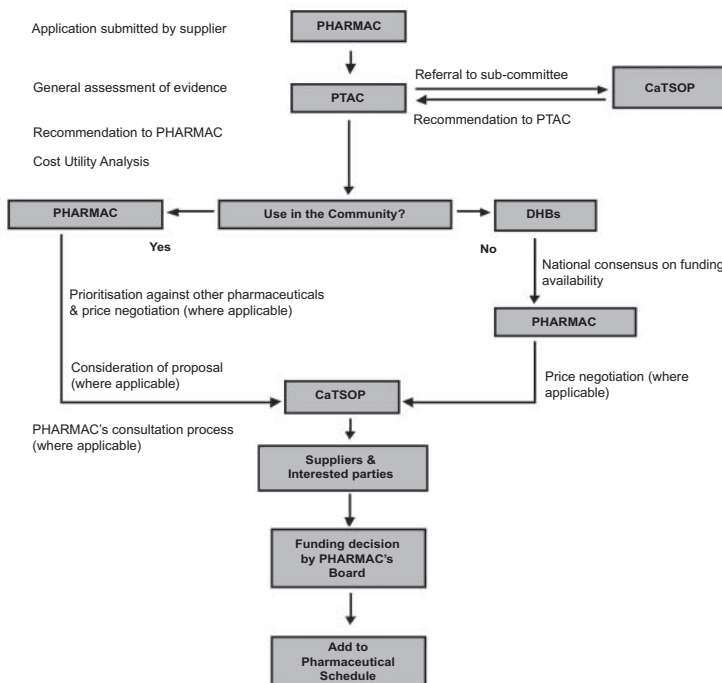 Application submitted by supplier
PHARMAC
General assessment of evidence
PTAC
Referral to sub-committee
CaTSOP
Recommendation to PTAC
Recommendation to PHARMAC
Cost Utility Analysis
PHARMAC
Use in the Community?
DHBs
Yes
No
National consensus on funding
availability
Prioritisation against other pharmaceuticals
& price negotiation (where applicable)
PHARMAC
Consideration of proposal
(where applicable)
Price negotiation (where
applicable)
CaTSOP
PHARMAC's consultation process
(where applicable)
Suppliers &
Interested parties
Funding decision
by PHARMAC's
Board
Add to
Pharmaceutical
Schedule